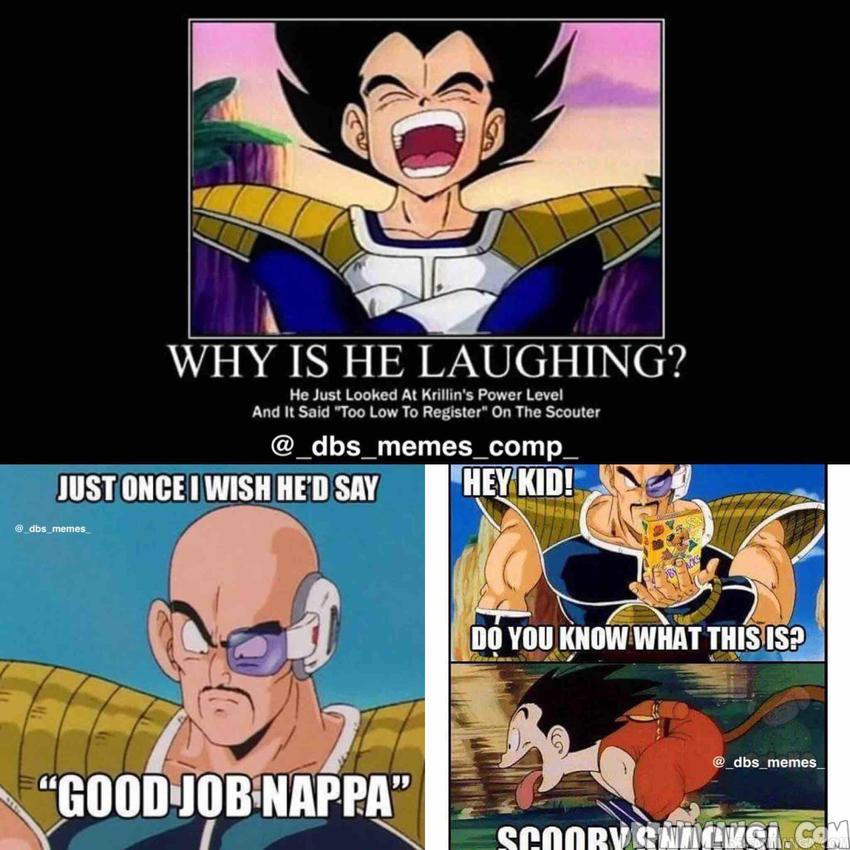 WHY IS HE LAUGHING?
He Just Looked At Krillin's Power Level
And It Said "Too Low To Register" On The Scouter
@_dbs_memes_comp_
JUST ONCE I WISH HE'D SAY
@_dbs_memes_
“GOOD JOB NAPPA”
HEY KID!
DO YOU KNOW WHAT THIS IS?
@_dbs_memes_
SCOOBY SNACKS!